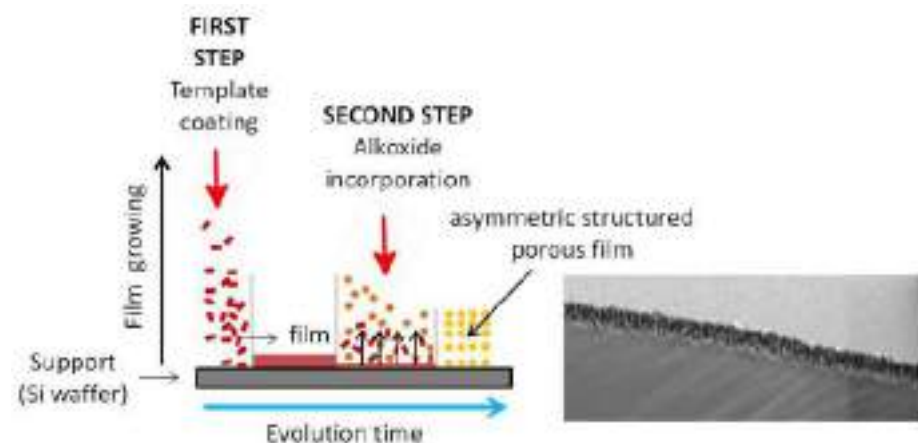 FIRST
STEP
Template
coating
SECOND STEP
Alkoxide
incorporation
asymmetric structured
porous film
Film growing
film
Support
(Si waffer)
Evolution time